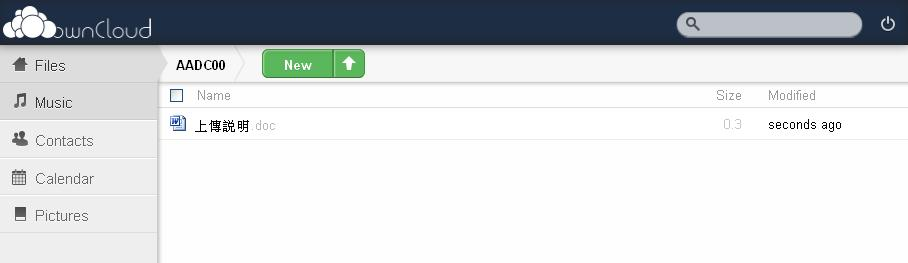 ownCloud
Files
Music
Contacts
Calendar
Pictures
AADC00
New
Name Size Modified
上傳說明.doc 0.3 seconds ago